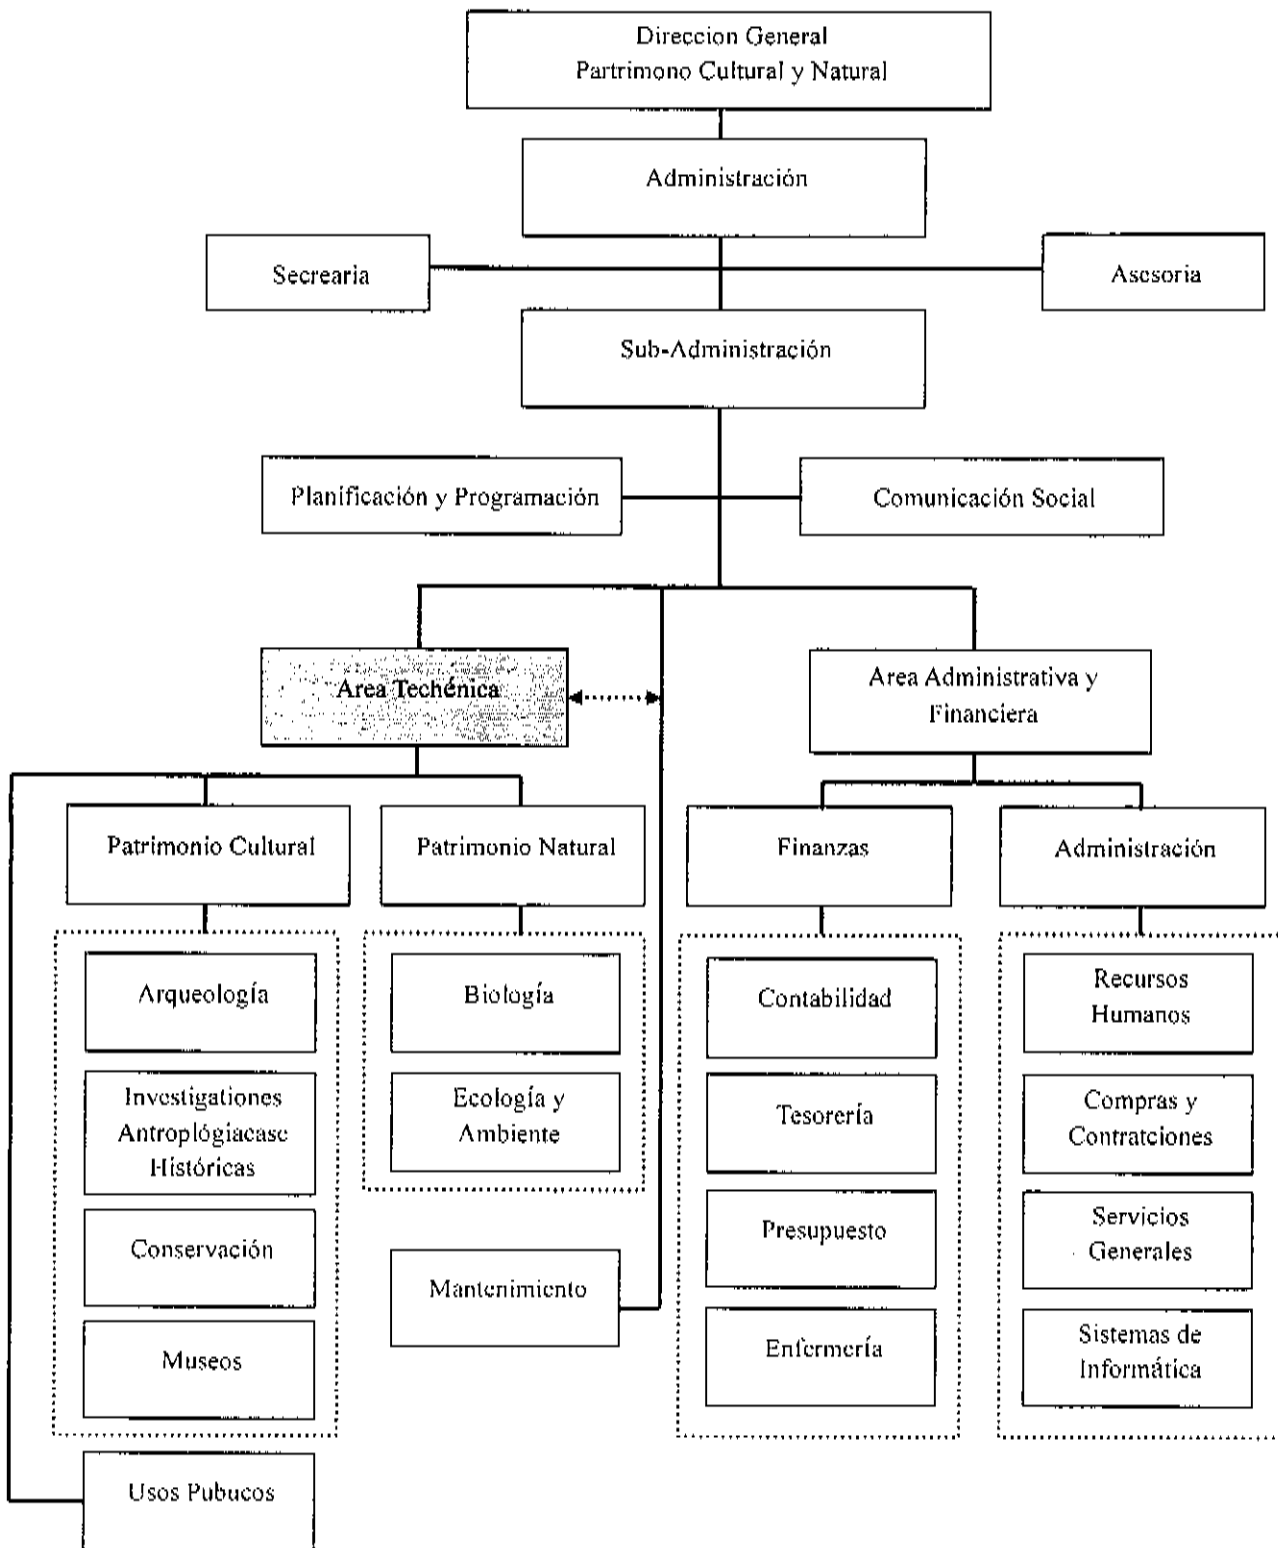 Direccion General
Partrimono Cultural y Natural
Administración
Secrearia
Asesoria
Sub-Administración
Planificación y Programación
Comunicación Social
Area Techénica
Area Administrativa y
Financiera
Patrimonio Cultural
Patrimonio Natural
Finanzas
Administración
Arqueología
Investigationes
Antroplógíacasc
Históricas
Conservación
Museos
Usos Pubucos
Biología
Ecología y
Ambiente
Mantenimiento
Contabilidad
Tesorería
Presupuesto
Enfermería
Recursos
Humanos
Compras y
Contratciones
Servicios
Generales
Sistemas de
Informática